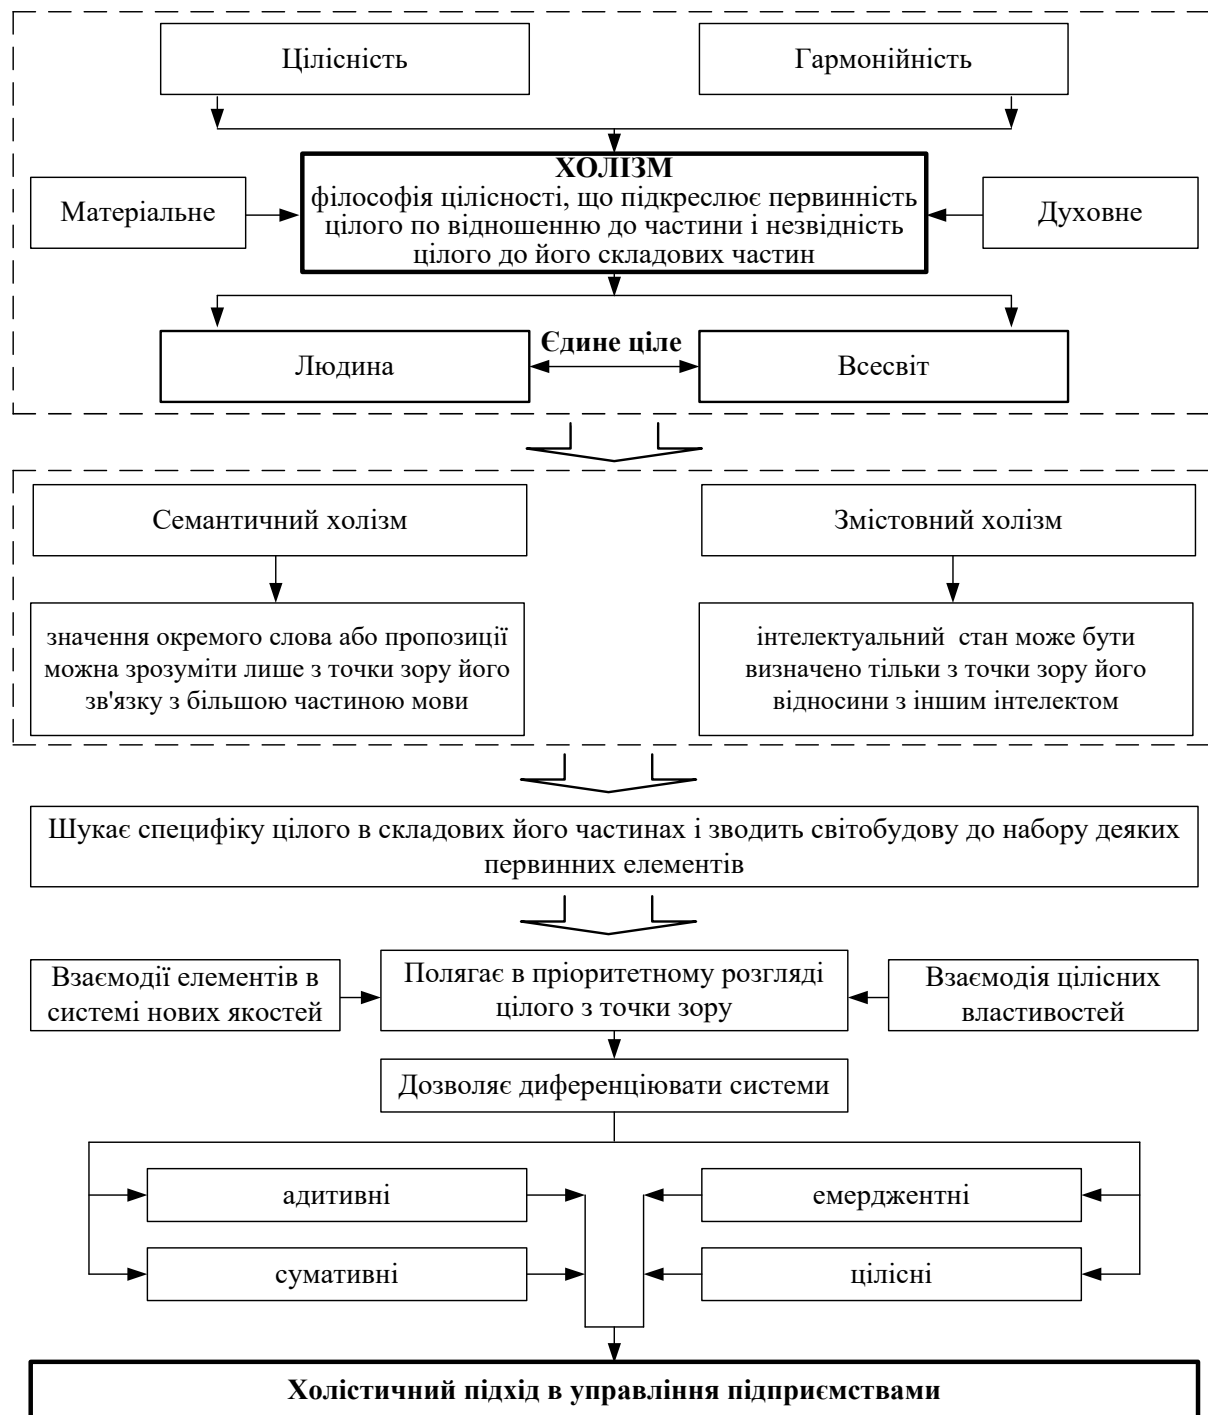 Цілісність
Гармонійність
ХОЛІЗМ
філософія цілісності, що підкреслює первинність
цілого по відношенню до частини і незвідність
цілого до його складових частин
Матеріальне
Духовне
Єдине ціле
Людина
Всесвіт
Семантичний холізм
Змістовний холізм
значення окремого слова або пропозиції
можна зрозуміти лише з точки зору його
зв'язку з більшою частиною мови
інтелектуальний стан може бути
визначено тільки з точки зору його
відносини з іншим інтелектом
Шукає специфіку цілого в складових його частинах і зводить світобудову до набору деяких
первинних елементів
Взаємодії елементів в
системі нових якостей
Полягає в пріоритетному розгляді
цілого з точки зору
Взаємодія цілісних
властивостей
Дозволяє диференціювати системи
адитивні
емерджентні
сумативні
цілісні
Холістичний підхід в управління підприємствами